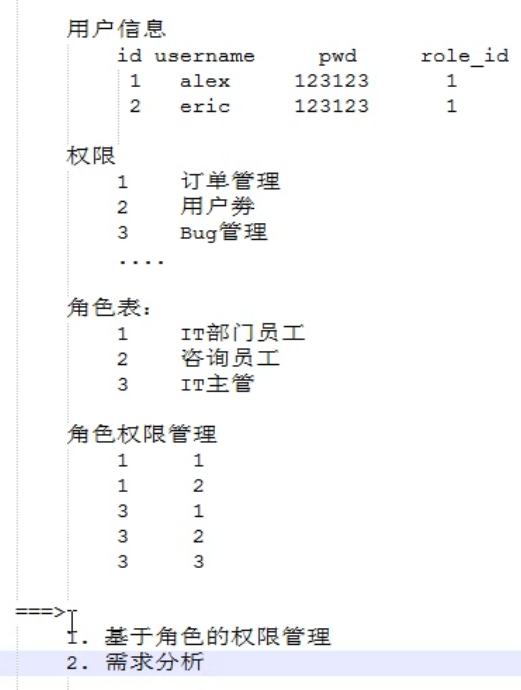 用户信息
id username pwd role_id
1 alex 123123 1
2 eric 123123 1
权限
1 订单管理
2 用户劵
3 Bug管理
....
角色表:
1 IT部门员工
2 咨询员工
3 IT主管
角色权限管理
1 1
1 2
3 1
3 2
3 3
===>
1. 基于角色的权限管理
2. 需求分析